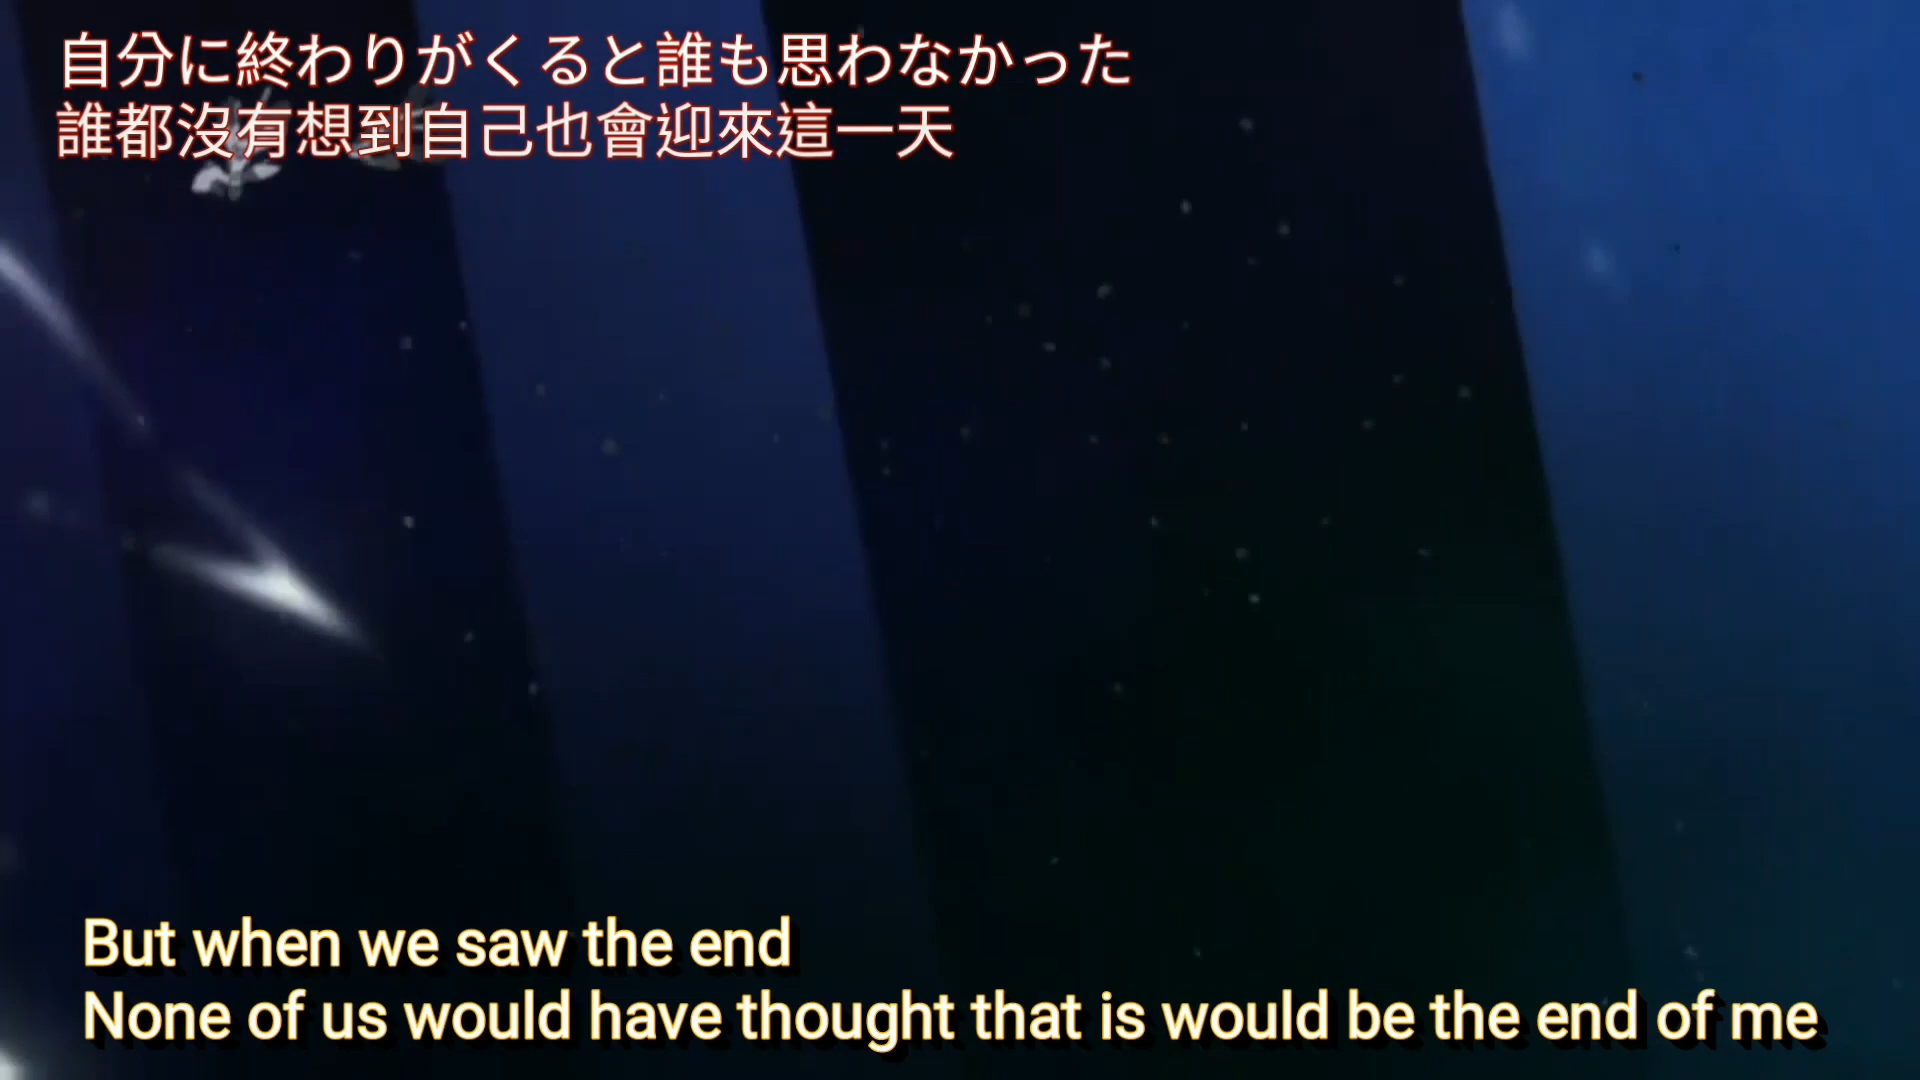 自分に終わりがくると誰も思わなかった
誰都沒有想到自己也會迎來這一天
But when we saw the end
None of us would have thought that is would be the end of me